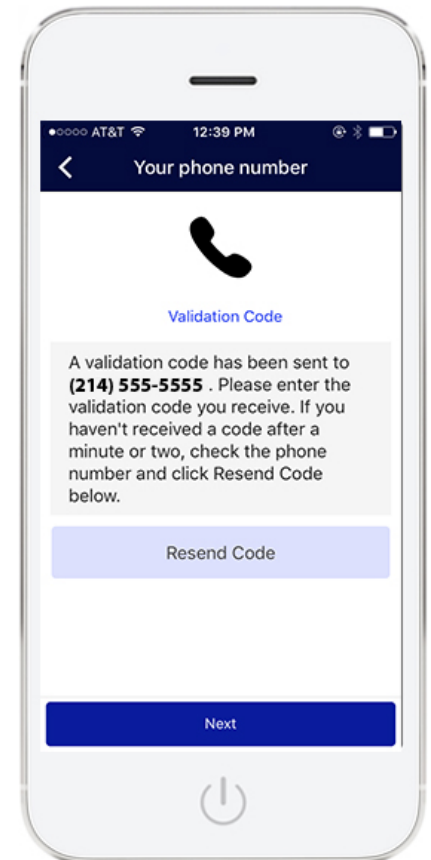 AT&T 12:39 PM
Your phone number
Validation Code
A validation code has been sent to
(214) 555-5555 . Please enter the
validation code you receive. If you
haven't received a code after a
minute or two, check the phone
number and click Resend Code
below.
Resend Code
Next